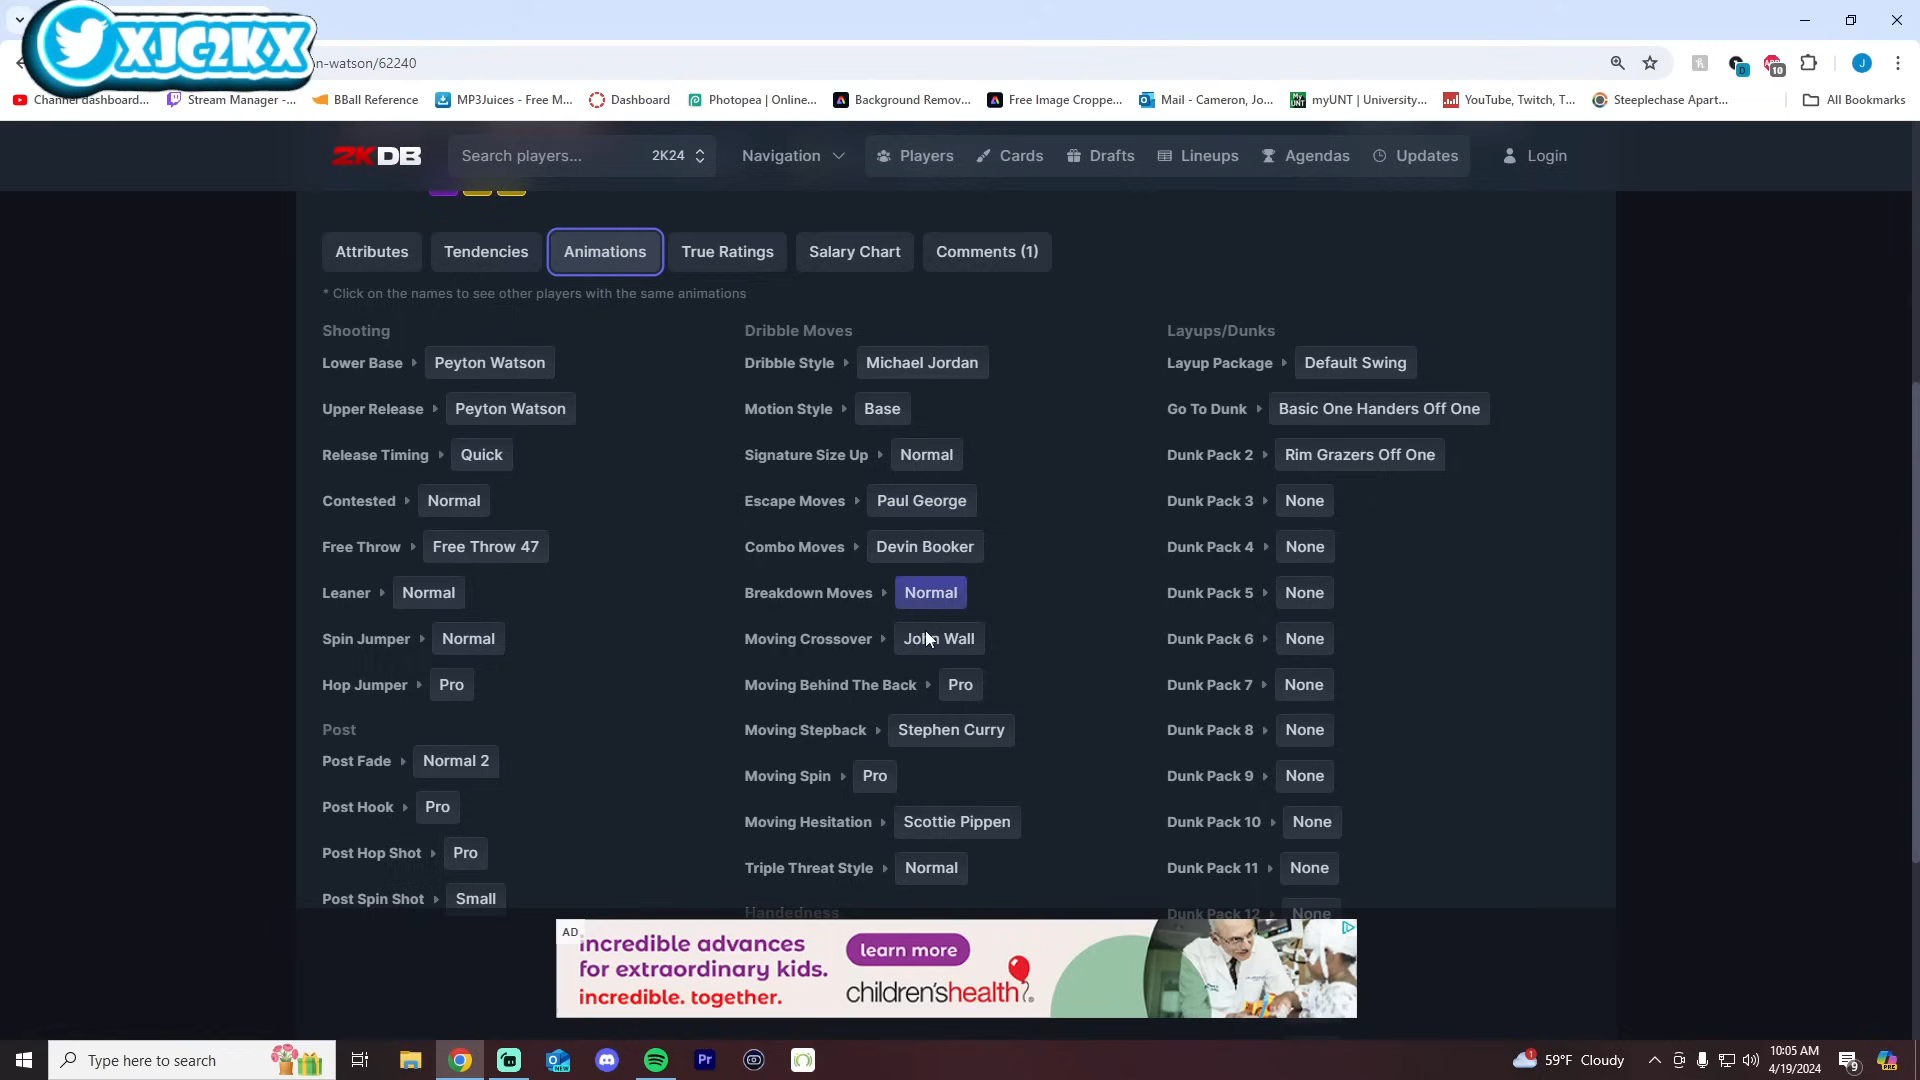 XJC2KX
n-watson/62240
Channel dashboard...
Stream Manager -...
BBall Reference
MP3Juices - Free M...
Dashboard
Photopea | Online...
Background Remov...
Free Image Croppe...
Mail - Cameron, Jo...
myUNT | University...
YouTube, Twitch, T...
Steeplechase Apart...
All Bookmarks
2KDB
Search players...
2K24
Navigation
Players
Cards
Drafts
Lineups
Agendas
Updates
Login
Attributes
Tendencies
Animations
True Ratings
Salary Chart
Comments (1)
* Click on the names to see other players with the same animations
Shooting
Lower Base Peyton Watson
Upper Release Peyton Watson
Release Timing Quick
Contested Normal
Free Throw Free Throw 47
Leaner Normal
Spin Jumper Normal
Hop Jumper Pro
Post
Post Fade Normal 2
Post Hook Pro
Post Hop Shot Pro
Post Spin Shot Small
Dribble Moves
Dribble Style Michael Jordan
Motion Style Base
Signature Size Up Normal
Escape Moves Paul George
Combo Moves Devin Booker
Breakdown Moves Normal
Moving Crossover John Wall
Moving Behind The Back Pro
Moving Stepback Stephen Curry
Moving Spin Pro
Moving Hesitation Scottie Pippen
Triple Threat Style Normal
Handedness
Layups/Dunks
Layup Package Default Swing
Go To Dunk Basic One Handers Off One
Dunk Pack 2 Rim Grazers Off One
Dunk Pack 3 None
Dunk Pack 4 None
Dunk Pack 5 None
Dunk Pack 6 None
Dunk Pack 7 None
Dunk Pack 8 None
Dunk Pack 9 None
Dunk Pack 10 None
Dunk Pack 11 None
Dunk Pack 12 None
AD
incredible advances
for extraordinary kids.
incredible. together.
learn more
children'shealth
Type here to search
59°F Cloudy
10:05 AM
4/19/2024